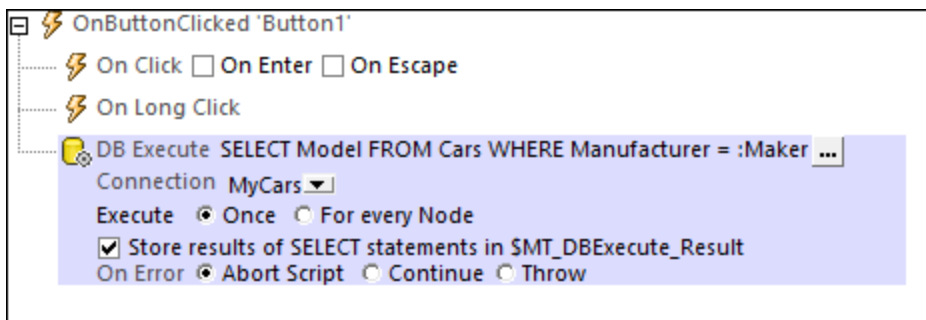 OnButtonClicked 'Button1'
On Click On Enter On Escape
On Long Click
DB Execute SELECT Model FROM Cars WHERE Manufacturer = :Maker ...
Connection MyCars
Execute Once For every Node
Store results of SELECT statements in $MT_DBExecute_Result
On Error Abort Script Continue Throw